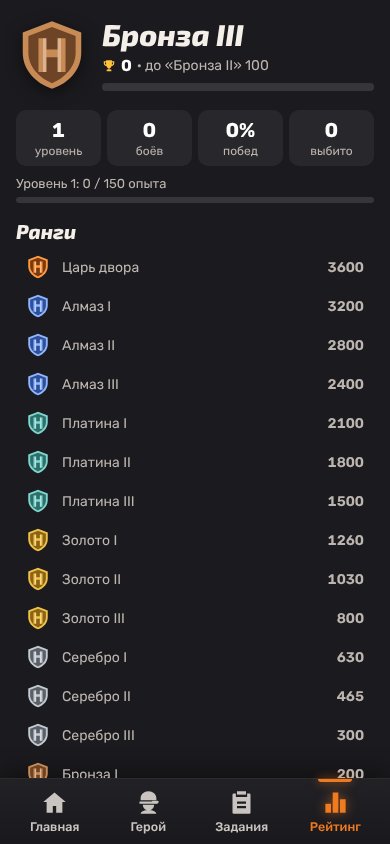 Бронза III
0 · до «Бронза II» 100
1
уровень
0
боёв
0%
побед
0
выбито
Уровень 1: 0 / 150 опыта
Ранги
Царь двора 3600
Алмаз I 3200
Алмаз II 2800
Алмаз III 2400
Платина I 2100
Платина II 1800
Платина III 1500
Золото I 1260
Золото II 1030
Золото III 800
Серебро I 630
Серебро II 465
Серебро III 300
Бронза I 200
Главная
Герой
Задания
Рейтинг